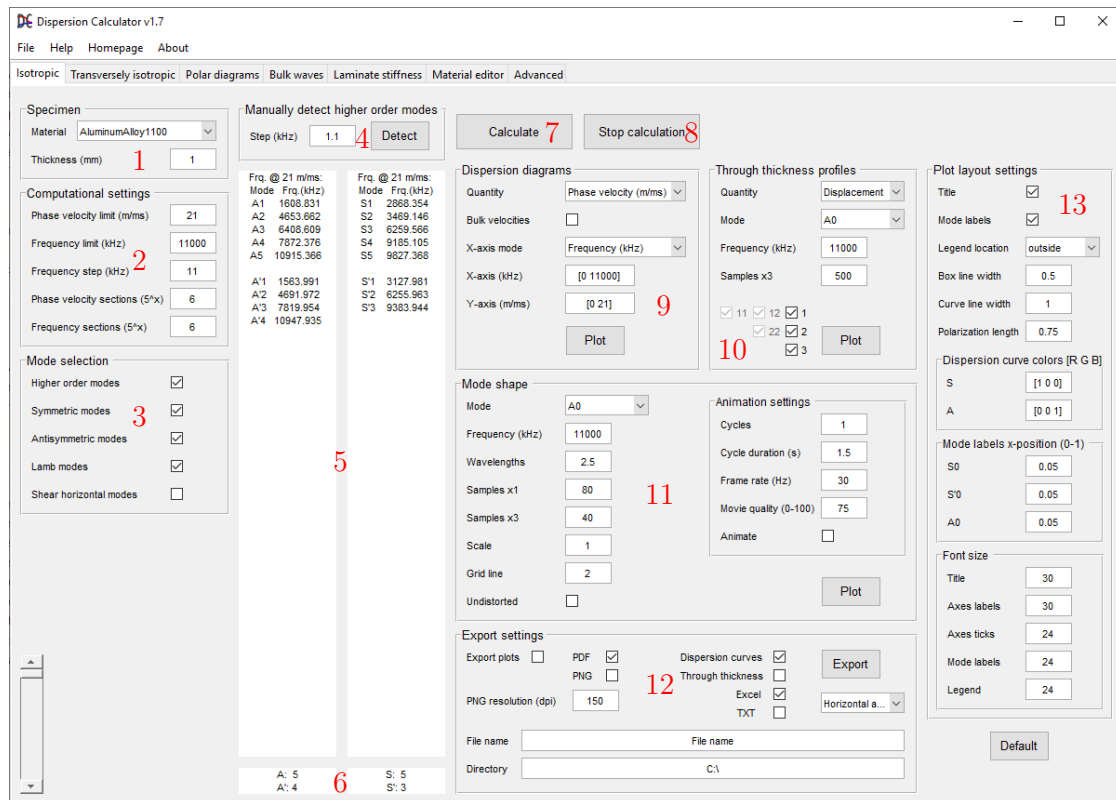 Dispersion Calculator v1.7
File Help Homepage About
Isotropic Transversely isotropic Polar diagrams Bulk waves Laminate stiffness Material editor Advanced
Specimen
Material AluminumAlloy1100
Thickness (mm) 1
1
Computational settings
Phase velocity limit (m/ms) 21
Frequency limit (kHz) 11000
Frequency step (kHz) 11
Phase velocity sections (5^x) 6
Frequency sections (5^x) 6
2
Mode selection
Higher order modes
Symmetric modes
Antisymmetric modes
Lamb modes
Shear horizontal modes
3
Manually detect higher order modes
Step (kHz) 1.1 Detect
4
Frq. @ 21 m/ms:
Mode Frq.(kHz)
A1 1608.831
A2 4653.662
A3 6408.609
A4 7872.376
A5 10915.366
A'1 1563.991
A'2 4691.972
A'3 7819.954
A'4 10947.935
Frq. @ 21 m/ms:
Mode Frq.(kHz)
S1 2868.354
S2 3469.146
S3 6259.566
S4 9185.105
S5 9827.368
S'1 3127.981
S'2 6255.963
S'3 9383.944
5
A: 5
A': 4
S: 5
S': 3
6
Calculate 7
Stop calculation 8
Dispersion diagrams
Quantity Phase velocity (m/ms)
Bulk velocities
X-axis mode Frequency (kHz)
X-axis (kHz) [0 11000]
Y-axis (m/ms) [0 21]
Plot
9
Through thickness profiles
Quantity Displacement
Mode A0
Frequency (kHz) 11000
Samples x3 500
11 12 1
22 2
3
Plot
10
Mode shape
Mode A0
Frequency (kHz) 11000
Wavelengths 2.5
Samples x1 80
Samples x3 40
Scale 1
Grid line 2
Undistorted
11
Animation settings
Cycles 1
Cycle duration (s) 1.5
Frame rate (Hz) 30
Movie quality (0-100) 75
Animate
Plot
Export settings
Export plots PDF
PNG
PNG resolution (dpi) 150
Dispersion curves
Through thickness
Excel
TXT
Export
Horizontal a...
12
File name File name
Directory C:\
Plot layout settings
Title
Mode labels
13
Legend location outside
Box line width 0.5
Curve line width 1
Polarization length 0.75
Dispersion curve colors [R G B]
S [1 0 0]
A [0 0 1]
Mode labels x-position (0-1)
S0 0.05
S'0 0.05
A0 0.05
Font size
Title 30
Axes labels 30
Axes ticks 24
Mode labels 24
Legend 24
Default